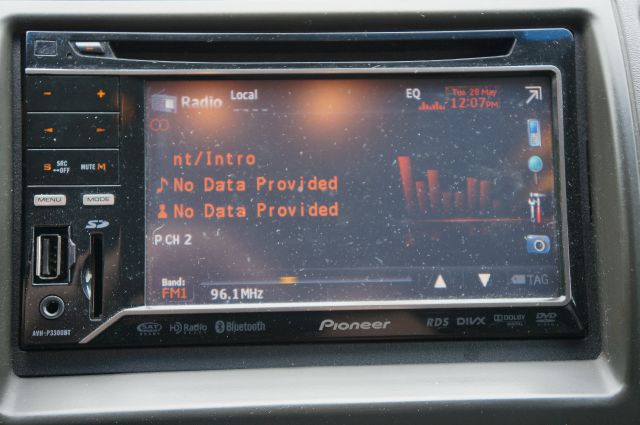 Radio Local EQ Tue 28 May
12:07PM
nt/Intro
No Data Provided
No Data Provided
P.CH 2
Band:
FM1 96.1MHz TAG
- +
S SRC OFF MUTE M
MENU MODE
SD
AVH-P3300BT
SAT HD Radio Bluetooth Pioneer RDS DIVX DOLBY DVD